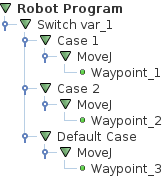 Robot Program
Switch var_1
Case 1
MoveJ
Waypoint_1
Case 2
MoveJ
Waypoint_2
Default Case
MoveJ
Waypoint_3